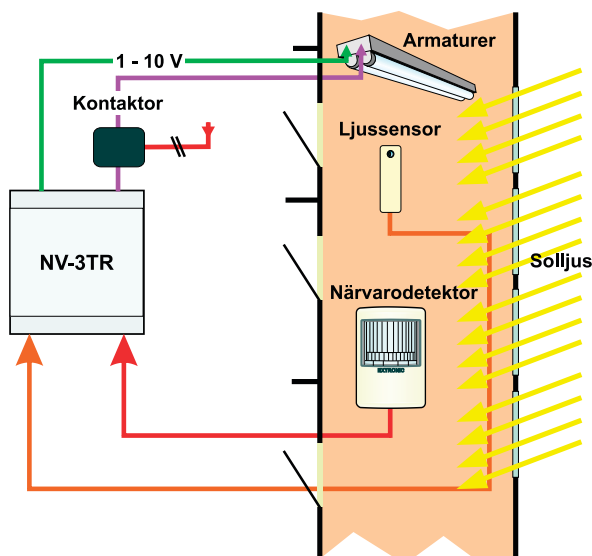 Armaturer
1 - 10 V
Kontaktor
Ljussensor
NV-3TR
Solljus
Närvarodetektor
EXTRONIC